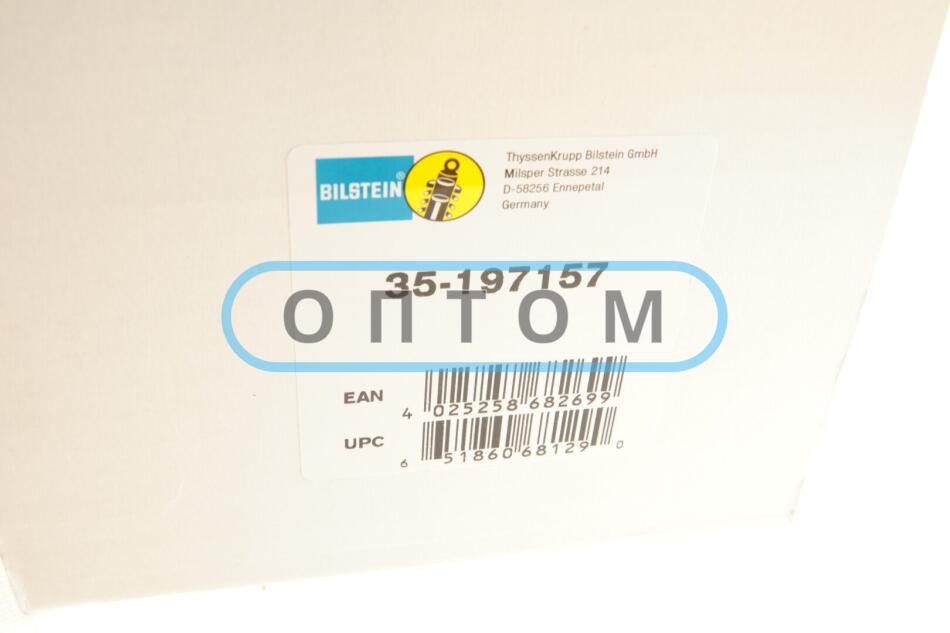 BILSTEIN®
ThyssenKrupp Bilstein GmbH
Milsper Strasse 214
D-58256 Ennepetal
Germany
35-197157
ОПТОМ
EAN
4 025258 682699
UPC
6 51860 68129 0